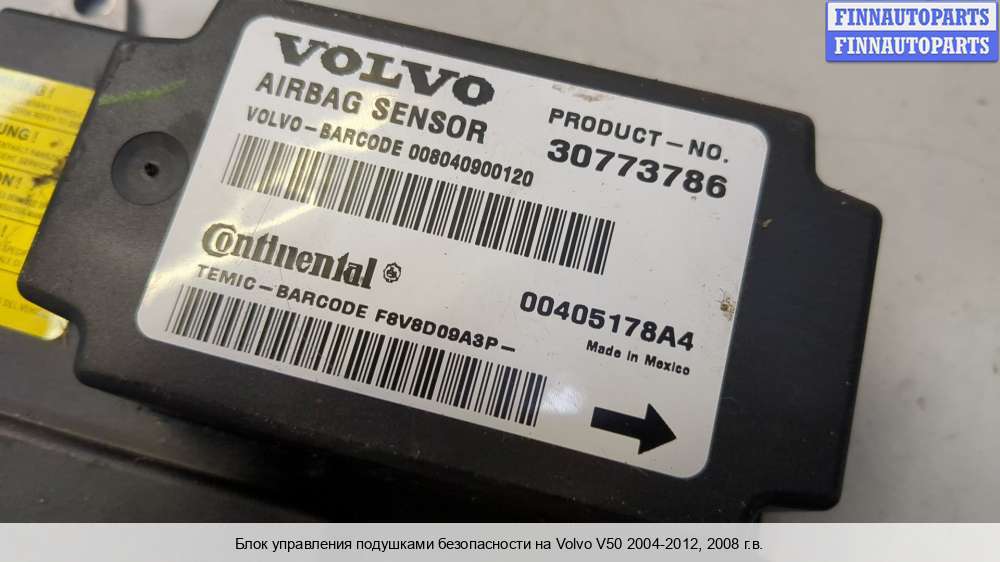 FINNAUTOPARTS
FINNAUTOPARTS
VOLVO
AIRBAG SENSOR
VOLVO-BARCODE 008040900120
PRODUCT-NO.
30773786
Continental
TEMIC-BARCODE F8V8D09A3P-
00405178A4
Made in Mexico
Блок управления подушками безопасности на Volvo V50 2004-2012, 2008 г.в.